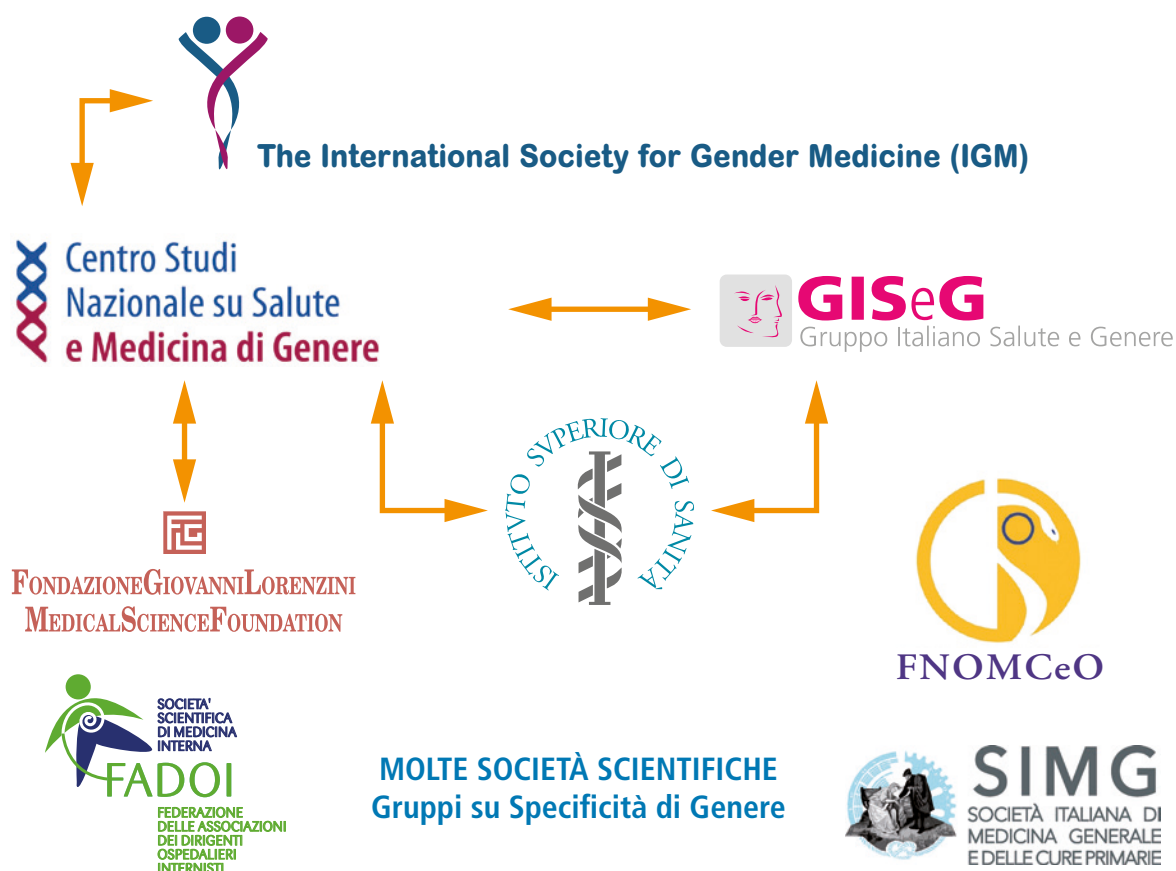 The International Society for Gender Medicine (IGM)
Centro Studi
Nazionale su Salute
e Medicina di Genere
GISeG
Gruppo Italiano Salute e Genere
ISTITVTO SVPERIORE DI SANITÀ
FONDAZIONEGIOVANNILORENZINI
MEDICALSCIENCEFOUNDATION
FNOMCeO
SOCIETA'
SCIENTIFICA
DI MEDICINA
INTERNA
FADOI
FEDERAZIONE
DELLE ASSOCIAZIONI
DEI DIRIGENTI
OSPEDALIERI
INTERNISTI
MOLTE SOCIETÀ SCIENTIFICHE
Gruppi su Specificità di Genere
SIMG
SOCIETÀ ITALIANA DI
MEDICINA GENERALE
E DELLE CURE PRIMARIE